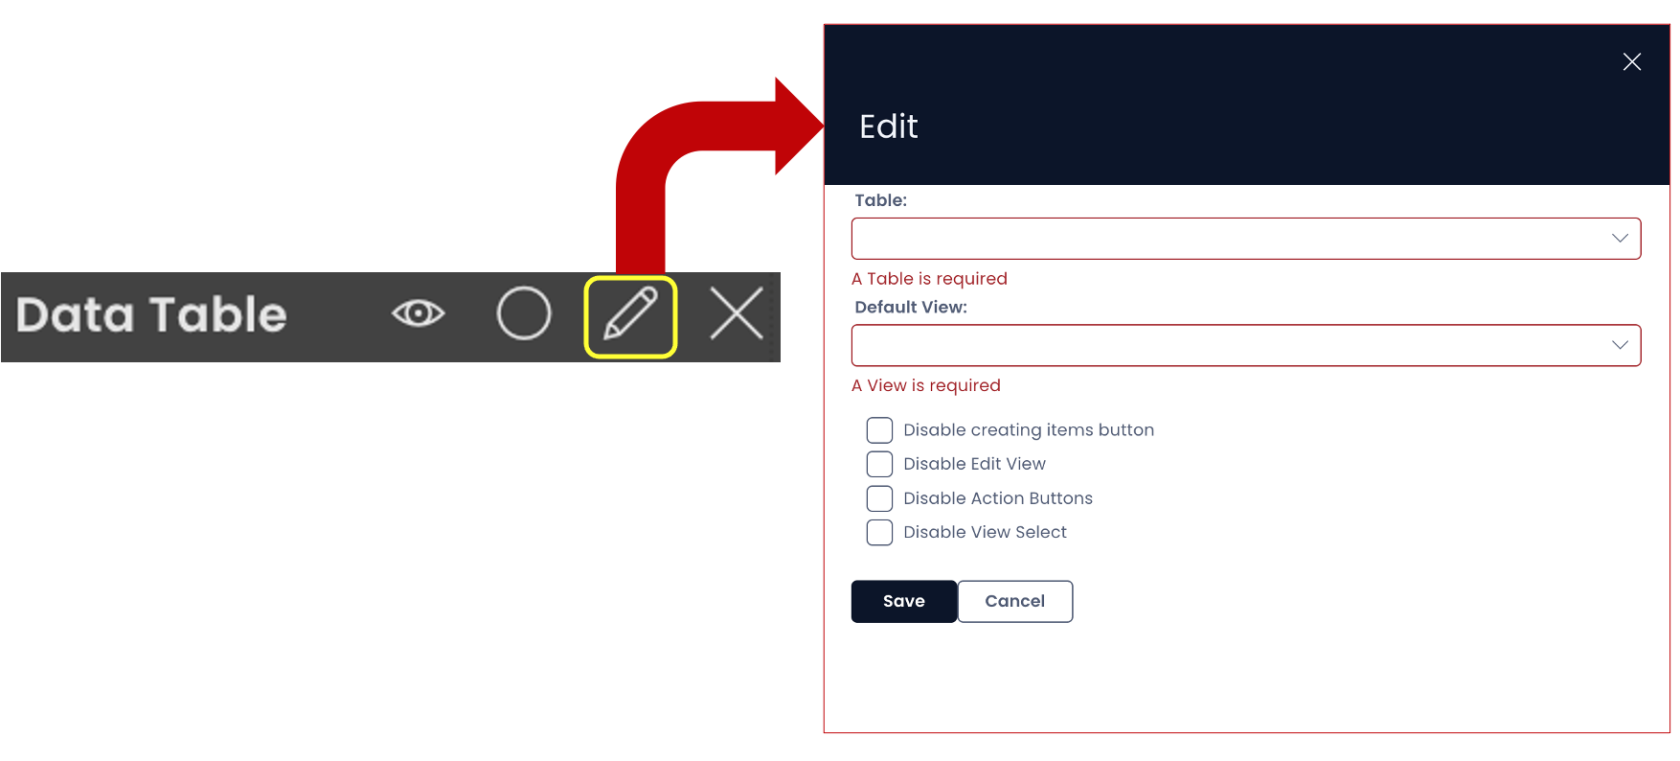 Data Table
Edit
Table:
A Table is required
Default View:
A View is required
Disable creating items button
Disable Edit View
Disable Action Buttons
Disable View Select
Save
Cancel